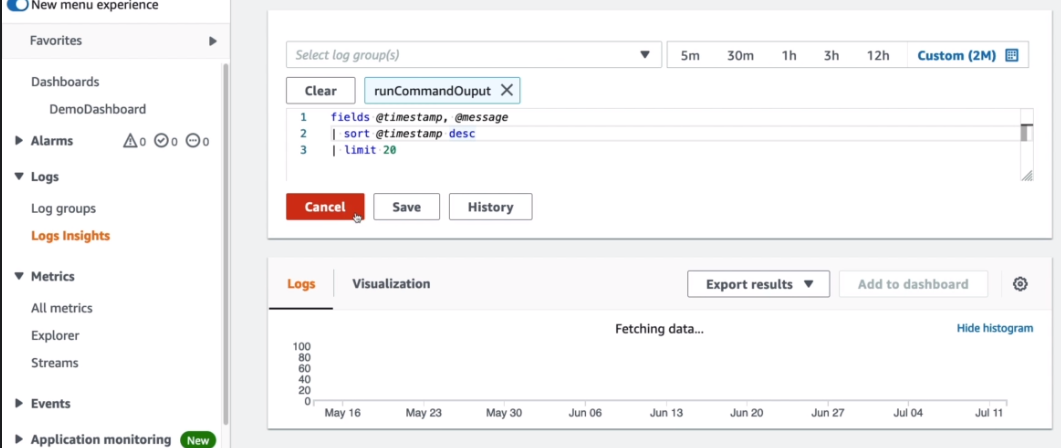 New menu experience
Favorites
Dashboards
DemoDashboard
Alarms 0 0 0
Logs
Log groups
Logs Insights
Metrics
All metrics
Explorer
Streams
Events
Application monitoring New
Select log group(s)
5m 30m 1h 3h 12h Custom (2M)
Clear runCommandOuput
1 fields @timestamp, @message
2 | sort @timestamp desc
3 | limit 20
Cancel Save History
Logs Visualization Export results Add to dashboard
Fetching data... Hide histogram
100
80
60
40
20
0
May 16 May 23 May 30 Jun 06 Jun 13 Jun 20 Jun 27 Jul 04 Jul 11